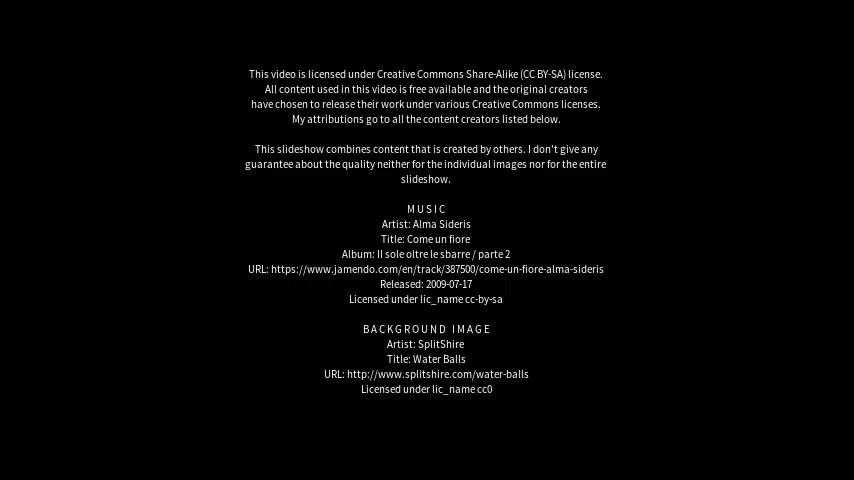 This video is licensed under Creative Commons Share-Alike (CC BY-SA) license.
All content used in this video is free available and the original creators
have chosen to release their work under various Creative Commons licenses.
My attributions go to all the content creators listed below.
This slideshow combines content that is created by others. I don't give any
guarantee about the quality neither for the individual images nor for the entire
slideshow.
MUSIC
Artist: Alma Sideris
Title: Come un fiore
Album: Il sole oltre le sbarre / parte 2
URL: https://www.jamendo.com/en/track/387500/come-un-fiore-alma-sideris
Released: 2009-07-17
Licensed under lic_name cc-by-sa
BACKGROUND IMAGE
Artist: SplitShire
Title: Water Balls
URL: http://www.splitshire.com/water-balls
Licensed under lic_name cc0